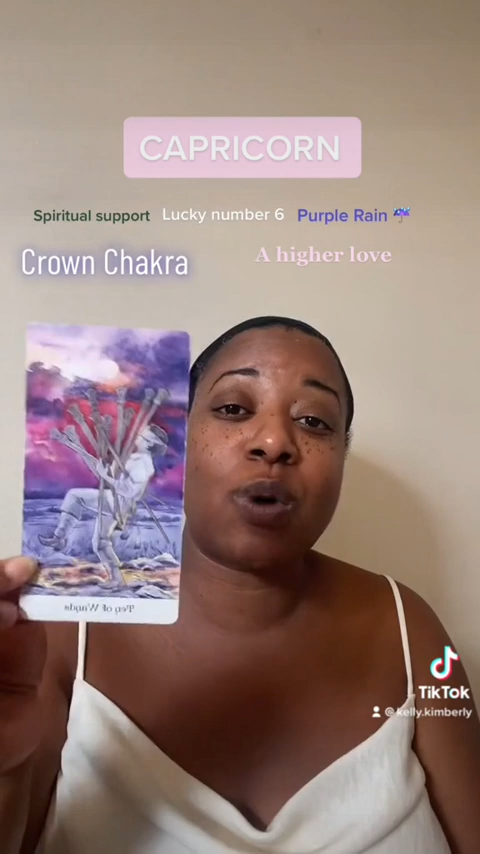 CAPRICORN
Spiritual support Lucky number 6 Purple Rain ☔
Crown Chakra A higher love
Ten of Wands
TikTok
@kelly.kimberly